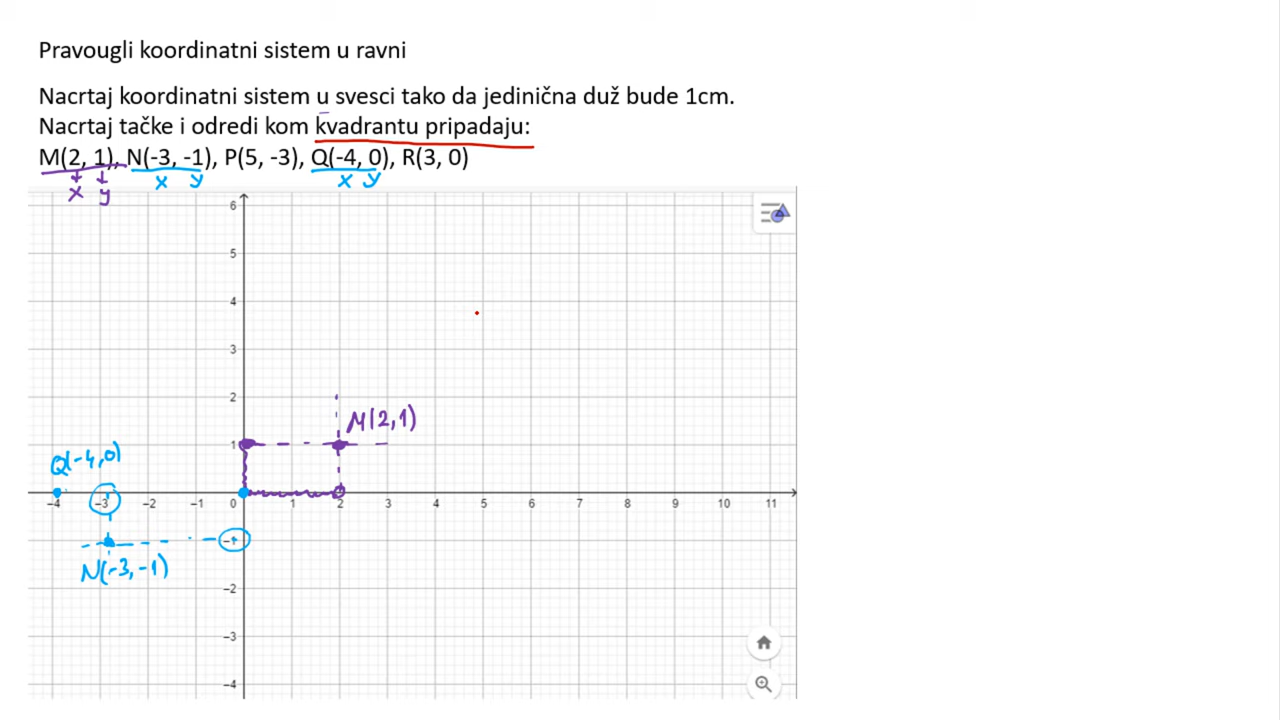 Pravougli koordinatni sistem u ravni
Nacrtaj koordinatni sistem u svesci tako da jedinična duž bude 1cm.
Nacrtaj tačke i odredi kom kvadrantu pripadaju:
M(2, 1), N(-3, -1), P(5, -3), Q(-4, 0), R(3, 0)
x y x y x y
6
5
4
3
2
M(2,1)
1
Q(-4,0)
-4 -3 -2 -1 0 1 2 3 4 5 6 7 8 9 10 11
-1
N(-3,-1)
-2
-3
-4